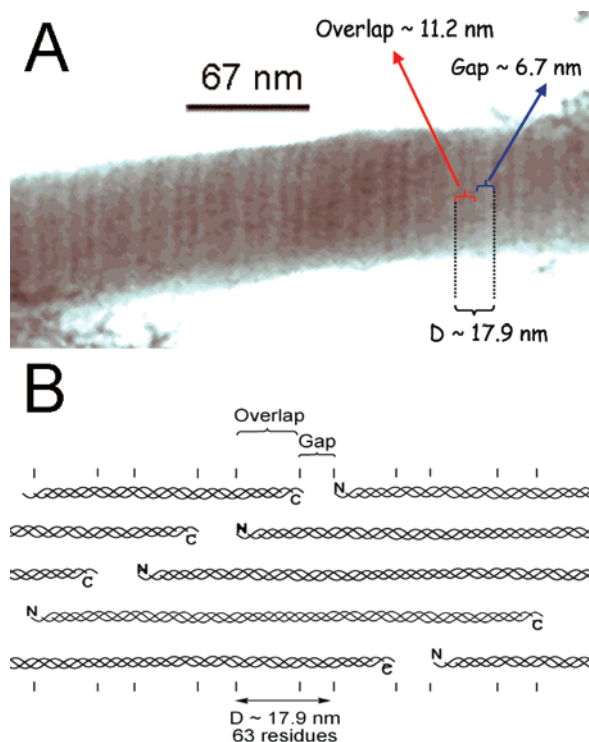 A
Overlap ~ 11.2 nm
67 nm
Gap ~ 6.7 nm
D ~ 17.9 nm
B
Overlap
Gap
C
N
C
N
C
N
N
C
C
N
D ~ 17.9 nm
63 residues